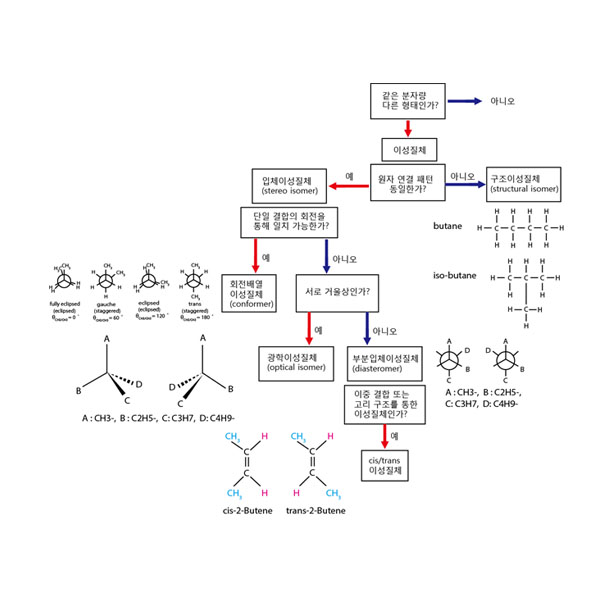 같은 분자량
다른 형태인가?
아니오
이성질체
입체이성질체
(stereo isomer)
예
원자 연결 패턴
동일한가?
아니오
구조이성질체
(structural isomer)
단일 결합의 회전을
통해 일치 가능한가?
butane
H H H H
H C C C C H
H H H H
예
아니오
iso-butane
H H H
H C C C H
H H
CH3
회전배열
이성질체
(conformer)
서로 거울상인가?
fully eclipsed
(eclipsed)
gauche
(staggered)
eclipsed
(eclipsed)
trans
(staggered)
예
아니오
A
B
C
D
A
D
B
C
A : CH3-, B : C2H5-, C: C3H7, D: C4H9-
광학이성질체
(optical isomer)
부분입체이성질체
(diasteromer)
A
D
B
C
A
B
D
C
A : CH3-, B : C2H5-,
C: C3H7, D: C4H9-
이중 결합 또는
고리 구조를 통한
이성질체인가?
예
cis/trans
이성질체
CH3 H
C
C
CH3 H
cis-2-Butene
CH3 H
C
C
H CH3
trans-2-Butene